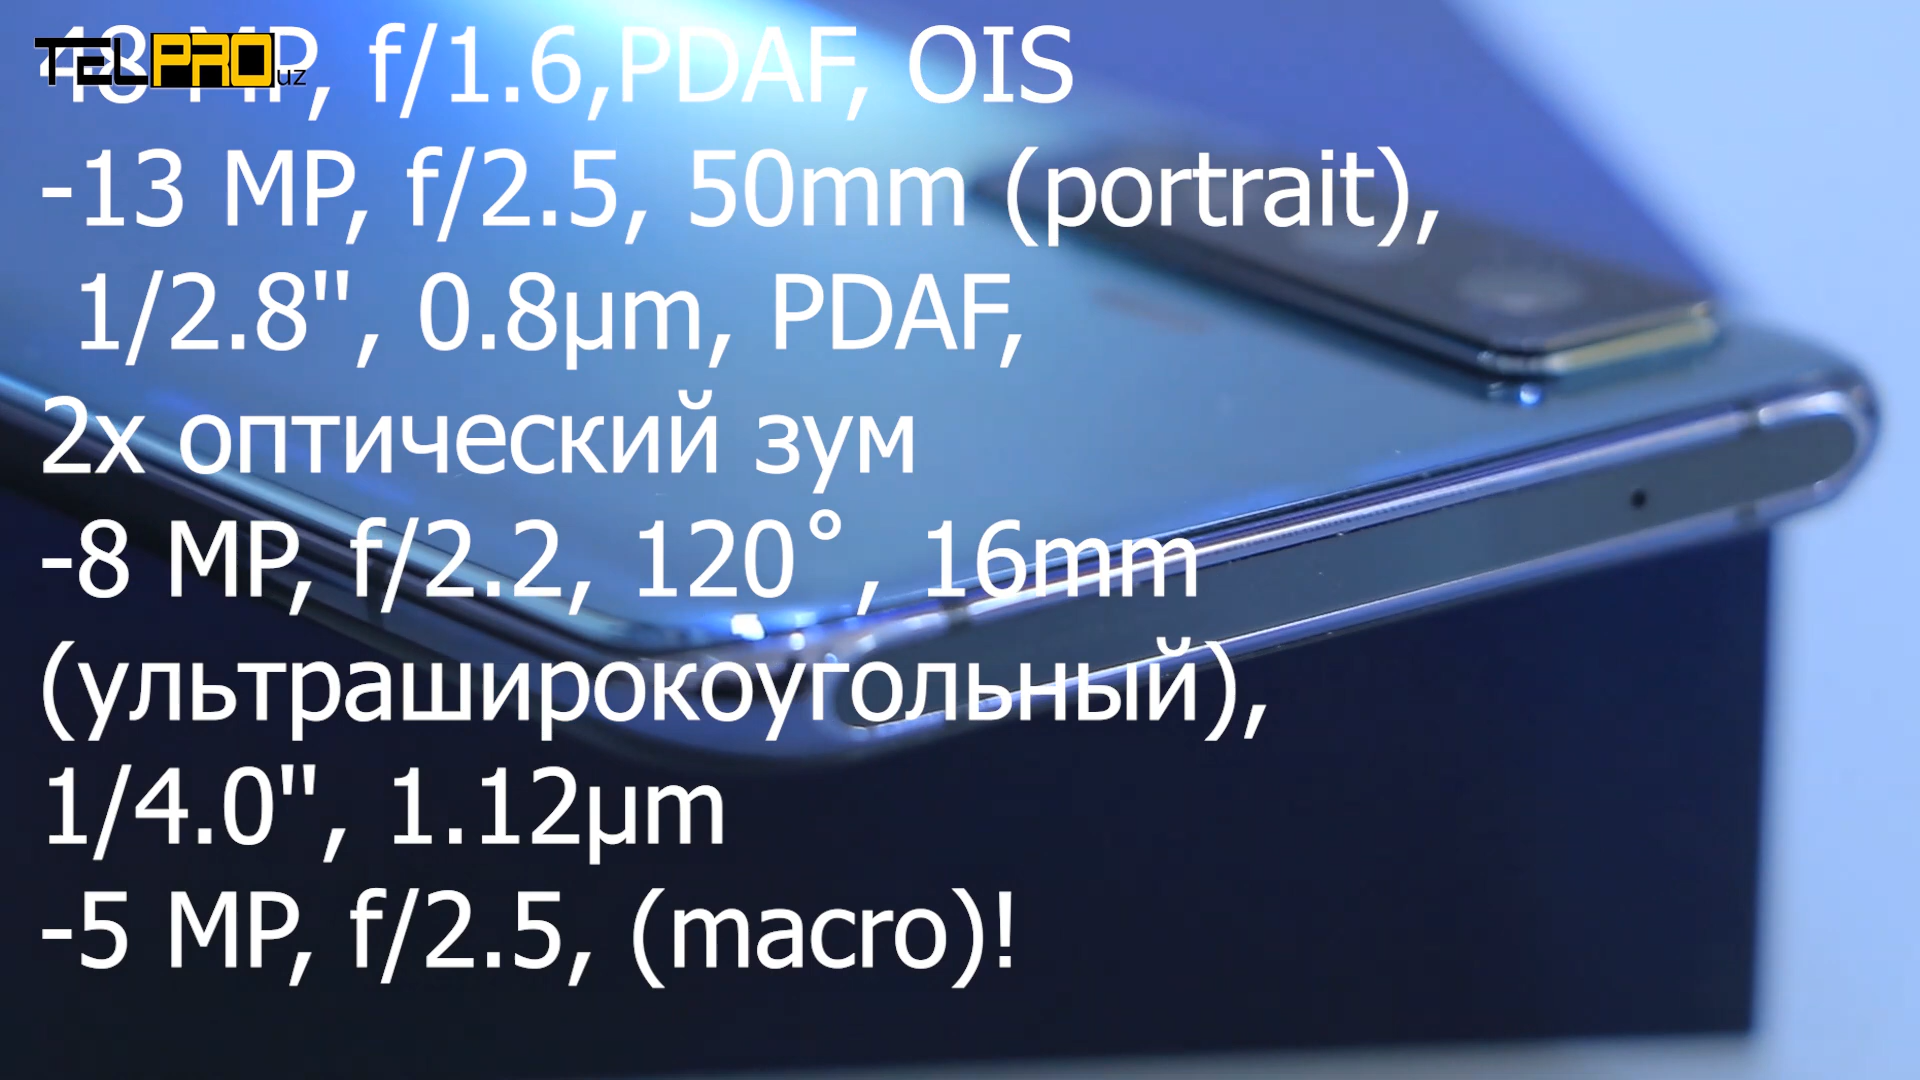 TELPRO.uz
48 MP, f/1.6,PDAF, OIS
-13 MP, f/2.5, 50mm (portrait),
1/2.8", 0.8µm, PDAF,
2x оптический зум
-8 MP, f/2.2, 120˚, 16mm
(ультраширокоугольный),
1/4.0", 1.12µm
-5 MP, f/2.5, (macro)!